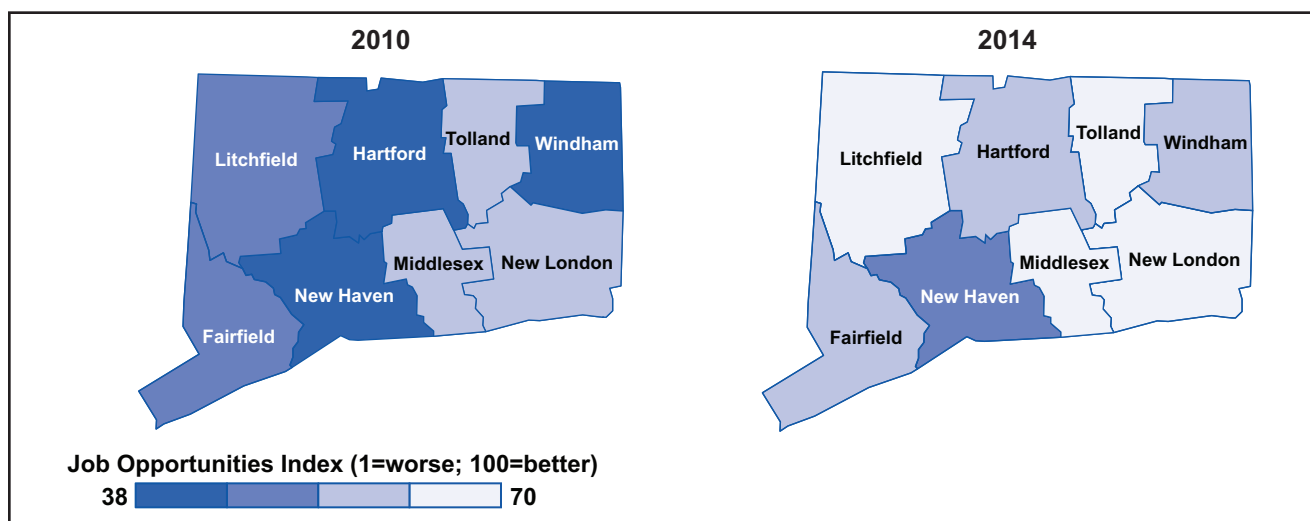 2010
2014
Litchfield
Hartford
Tolland
Windham
Middlesex
New London
New Haven
Fairfield
Litchfield
Hartford
Tolland
Windham
Middlesex
New London
New Haven
Fairfield
Job Opportunities Index (1=worse; 100=better)
38 70